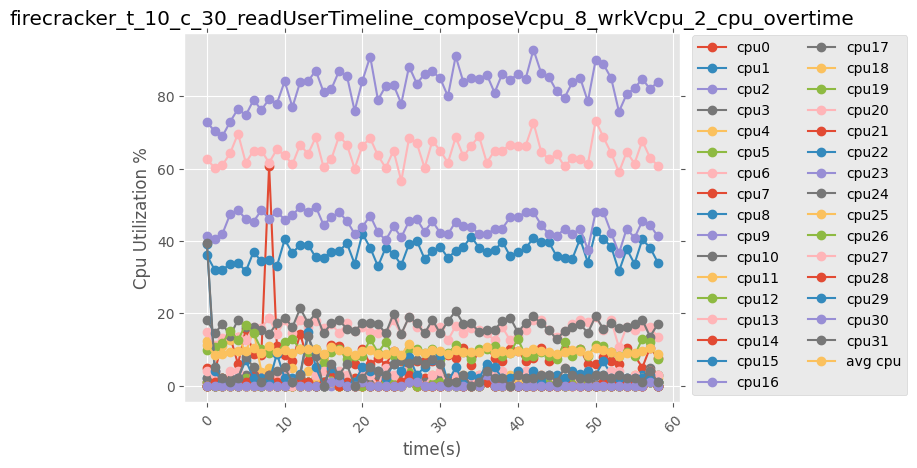 firecracker_t_10_c_30_readUserTimeline_composeVcpu_8_wrkVcpu_2_cpu_overtime
Cpu Utilization %
80
60
40
20
0
0
10
20
30
40
50
60
time(s)
cpu0
cpu1
cpu2
cpu3
cpu4
cpu5
cpu6
cpu7
cpu8
cpu9
cpu10
cpu11
cpu12
cpu13
cpu14
cpu15
cpu16
cpu17
cpu18
cpu19
cpu20
cpu21
cpu22
cpu23
cpu24
cpu25
cpu26
cpu27
cpu28
cpu29
cpu30
cpu31
avg cpu